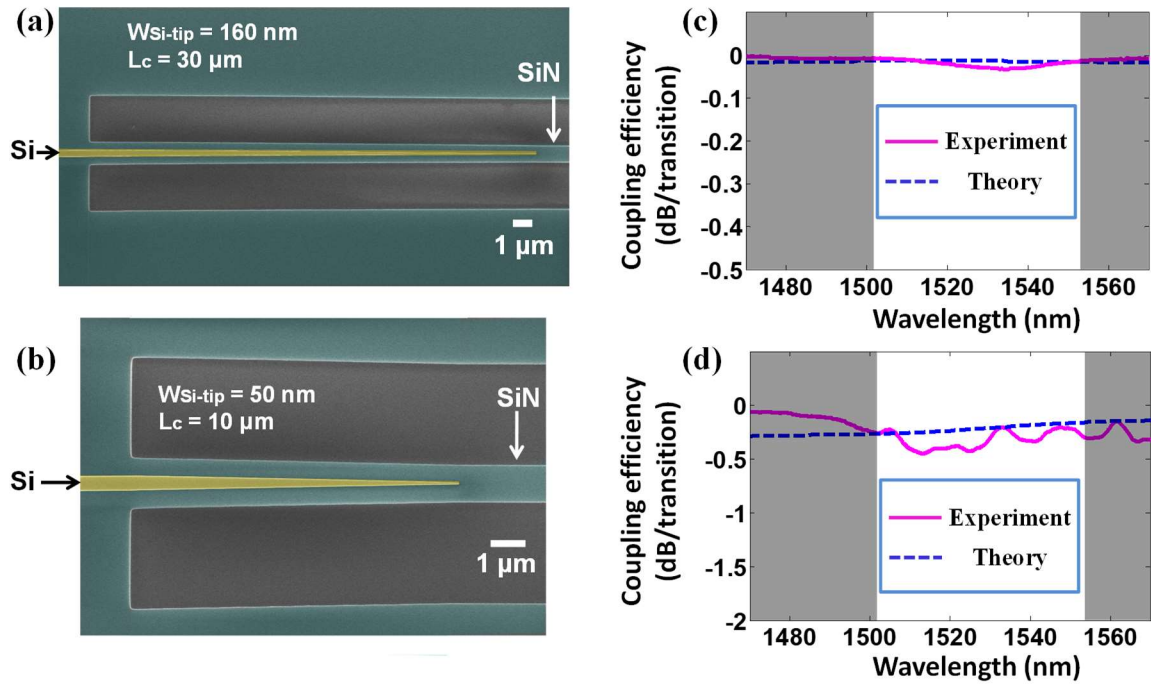 (a)
WSi-tip = 160 nm
Lc = 30 µm
SiN
Si
1 µm
(b)
WSi-tip = 50 nm
Lc = 10 µm
SiN
Si
1 µm
(c)
Coupling efficiency
(dB/transition)
0
-0.1
-0.2
-0.3
-0.4
-0.5
Experiment
Theory
1480 1500 1520 1540 1560
Wavelength (nm)
(d)
Coupling efficiency
(dB/transition)
0
-0.5
-1
-1.5
-2
Experiment
Theory
1480 1500 1520 1540 1560
Wavelength (nm)